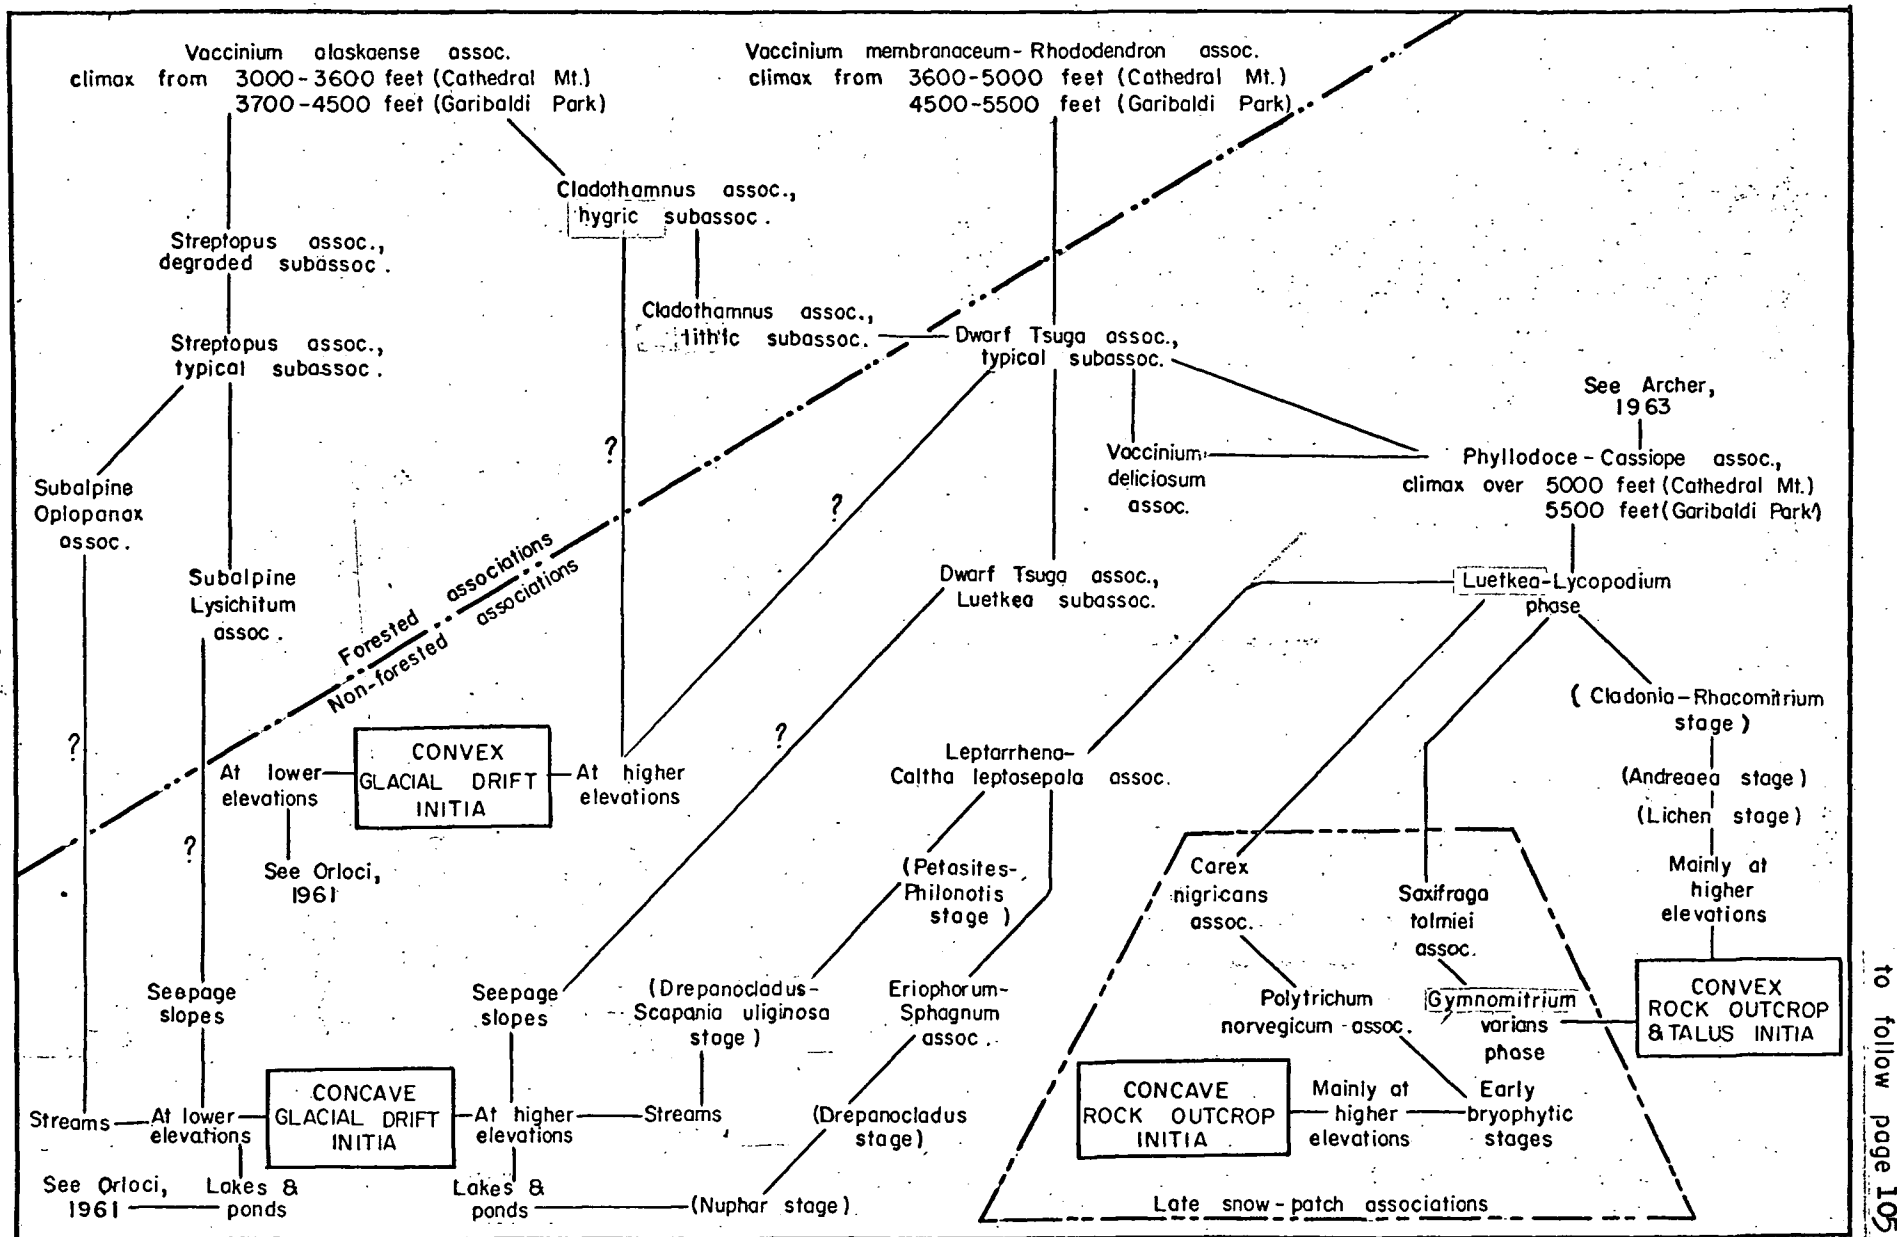 Vaccinium alaskaense assoc.
climax from 3000-3600 feet (Cathedral Mt.)
3700-4500 feet (Garibaldi Park)
Vaccinium membranaceum-Rhododendron assoc.
climax from 3600-5000 feet (Cathedral Mt.)
4500-5500 feet (Garibaldi Park)
Cladothamnus assoc.,
hygric subassoc.
Streptopus assoc.,
degraded subassoc.
Cladothamnus assoc.,
lithic subassoc.
Dwarf Tsuga assoc.,
typical subassoc.
Streptopus assoc.,
typical subassoc.
See Archer,
1963
?
Vaccinium
deliciosum
assoc.
Phyllodoce-Cassiope assoc.,
climax over 5000 feet (Cathedral Mt.)
5500 feet (Garibaldi Park)
Subalpine
Oplopanax
assoc.
?
Subalpine
Lysichitum
assoc.
Forested associations
Non-forested associations
Dwarf Tsuga assoc.,
Luetkea subassoc.
Luetkea-Lycopodium
phase
(Cladonia-Rhacomitrium
stage)
?
?
At lower
elevations
CONVEX
GLACIAL DRIFT
INITIA
At higher
elevations
Leptarrhena-
Caltha leptosepala assoc.
(Andreaea stage)
(Lichen stage)
?
See Orloci,
1961
(Petasites-
Philonotis
stage)
Carex
nigricans
assoc.
Saxifraga
tolmiei
assoc.
Mainly at
higher
elevations
Seepage
slopes
Seepage
slopes
(Drepanocladus-
Scapania uliginosa
stage)
Eriophorum-
Sphagnum
assoc.
Polytrichum
norvegicum assoc.
Gymnomitrium
varians
phase
CONVEX
ROCK OUTCROP
& TALUS INITIA
Streams
At lower
elevations
CONCAVE
GLACIAL DRIFT
INITIA
At higher
elevations
Streams
(Drepanocladus
stage)
CONCAVE
ROCK OUTCROP
INITIA
Mainly at
higher
elevations
Early
bryophytic
stages
See Orloci,
1961
Lakes &
ponds
Lakes &
ponds
(Nuphar stage)
Late snow-patch associations
to follow page 105